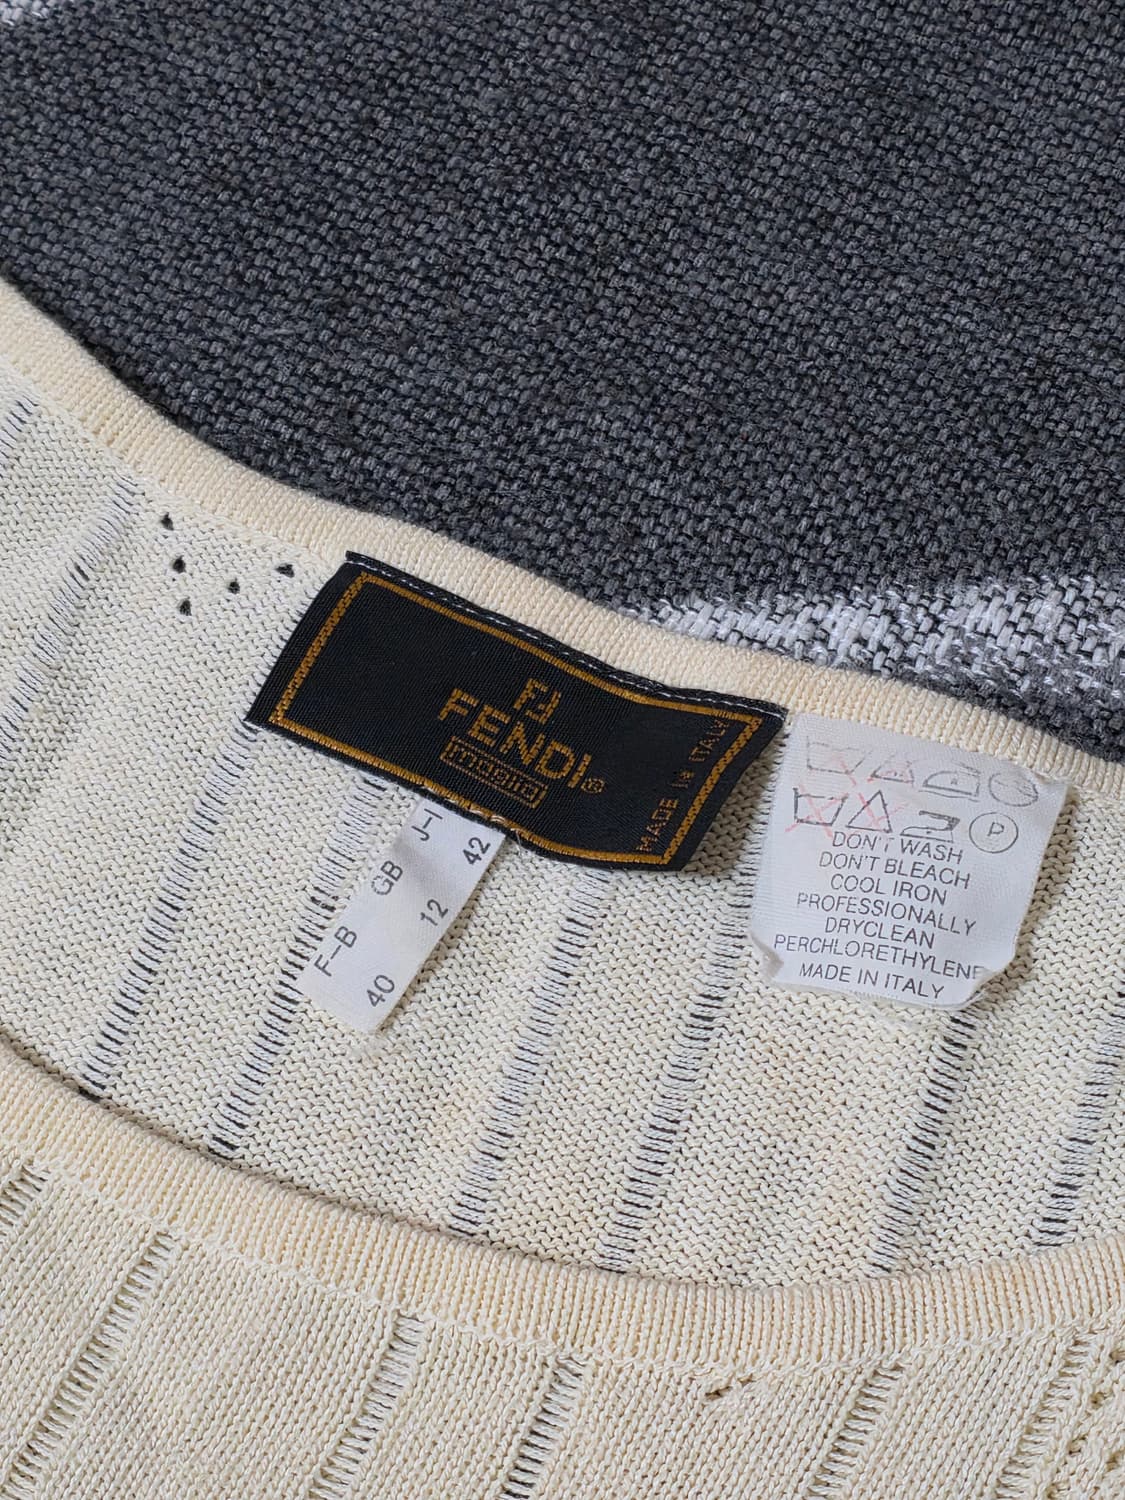 FF
FENDI®
MADE IN ITALY
I-J 42
GB 12
F-B 40
P
DON'T WASH
DON'T BLEACH
COOL IRON
PROFESSIONALLY
DRYCLEAN
PERCHLORETHYLENE
MADE IN ITALY